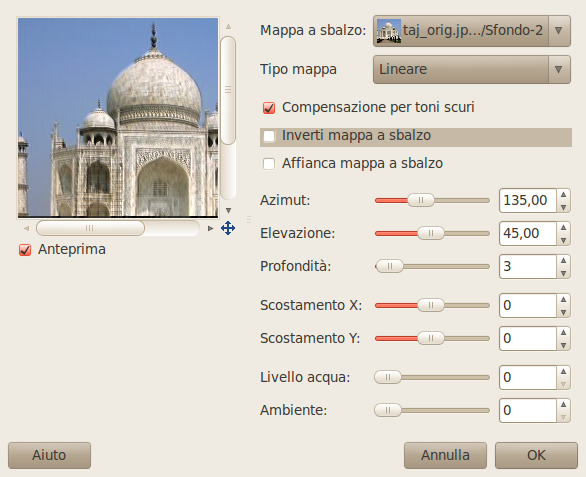 Mappa a sbalzo: taj_orig.jp.../Sfondo-2
Tipo mappa Lineare
Compensazione per toni scuri
Inverti mappa a sbalzo
Affianca mappa a sbalzo
Azimut: 135,00
Elevazione: 45,00
Profondità: 3
Scostamento X: 0
Scostamento Y: 0
Livello acqua: 0
Ambiente: 0
Anteprima
Aiuto Annulla OK